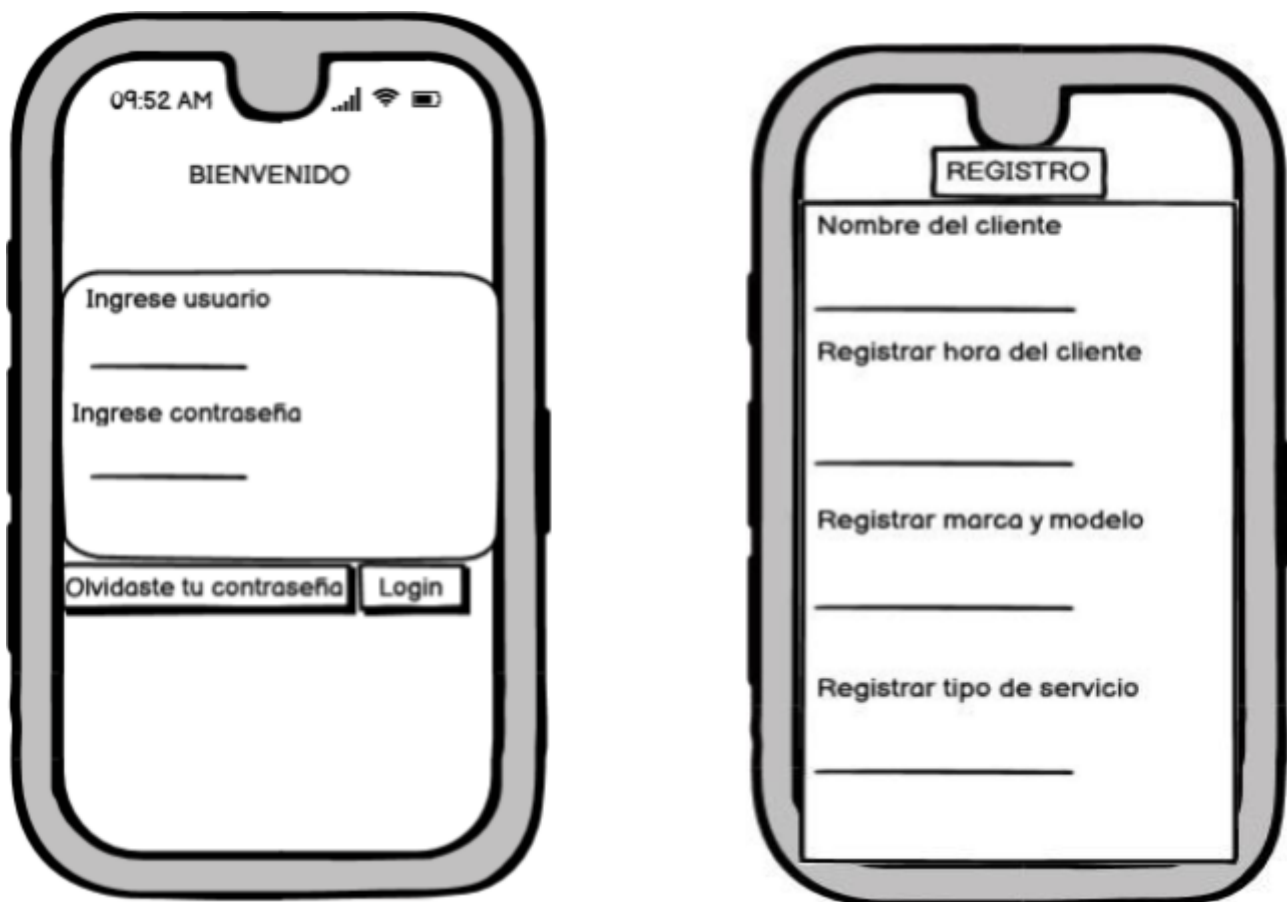 09:52 AM
BIENVENIDO
Ingrese usuario
Ingrese contraseña
Olvidaste tu contraseña
Login
REGISTRO
Nombre del cliente
Registrar hora del cliente
Registrar marca y modelo
Registrar tipo de servicio